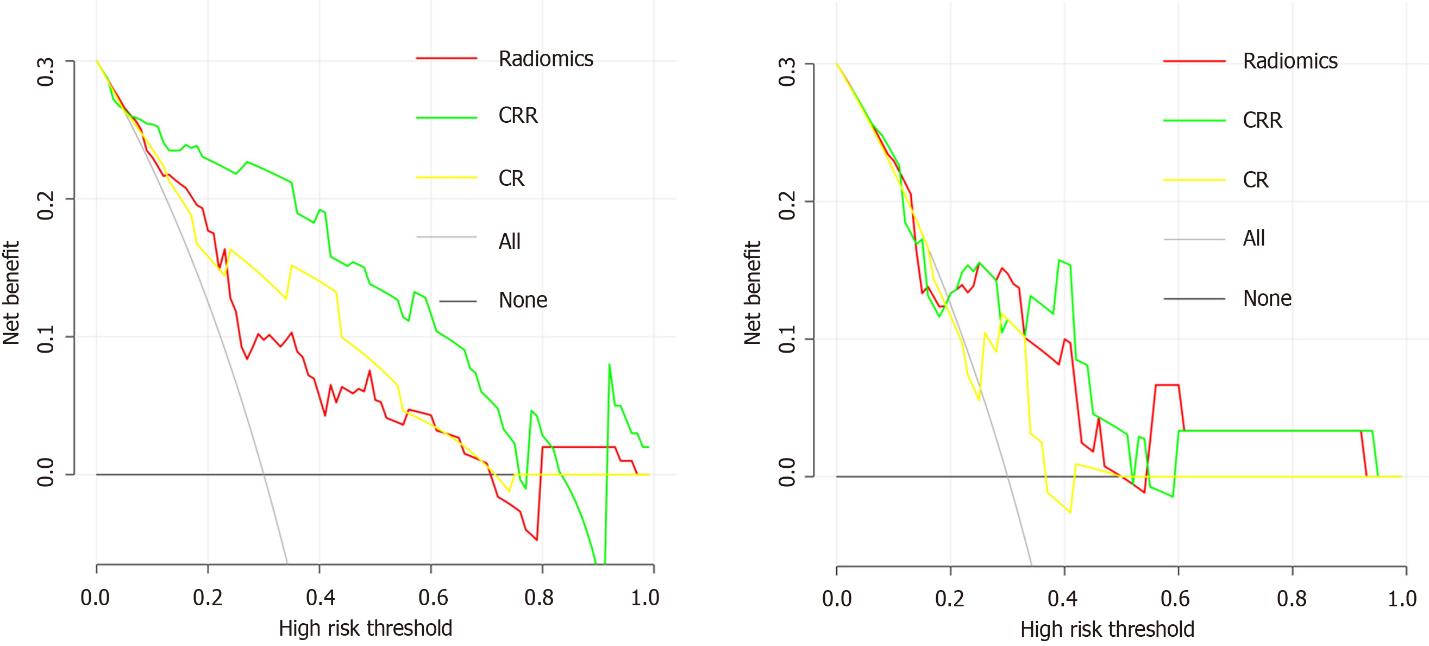 Radiomics
CRR
CR
All
None
0.3
0.2
0.1
0.0
Net benefit
0.0 0.2 0.4 0.6 0.8 1.0
High risk threshold
Radiomics
CRR
CR
All
None
0.3
0.2
0.1
0.0
Net benefit
0.0 0.2 0.4 0.6 0.8 1.0
High risk threshold